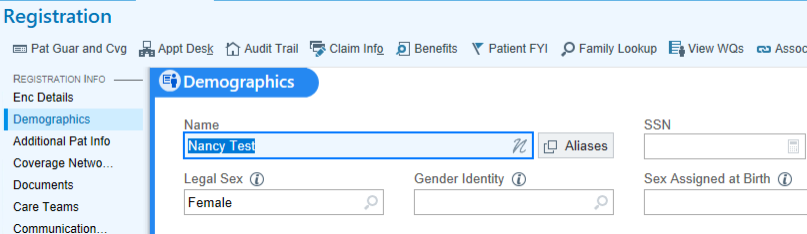 Registration
Pat Guar and Cvg Appt Desk Audit Trail Claim Info Benefits Patient FYI Family Lookup View WQs Assoc
REGISTRATION INFO
Enc Details
Demographics
Additional Pat Info
Coverage Netwo...
Documents
Care Teams
Communication...
Demographics
Name
SSN
Nancy Test
Aliases
Legal Sex
Gender Identity
Sex Assigned at Birth
Female